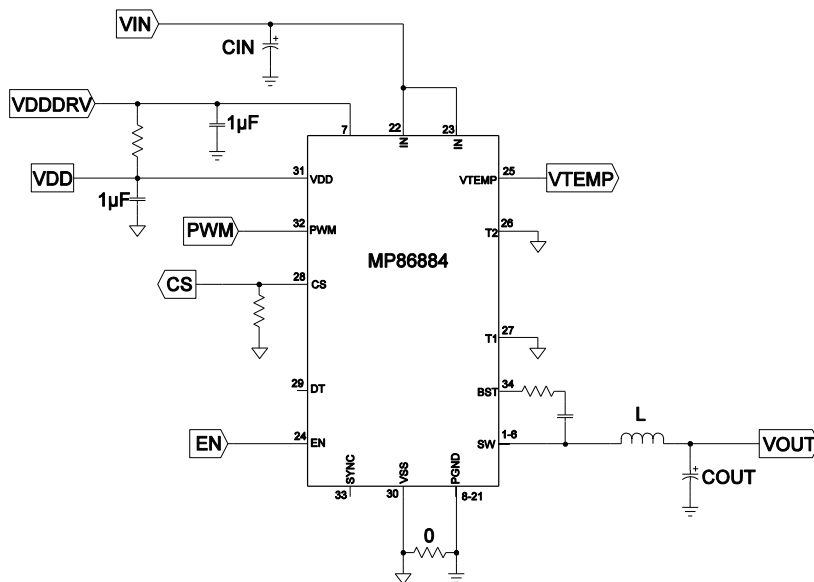 VIN
CIN
+
VDDDRV
1µF
7
22
IN
23
IN
VDD
31
VDD
1µF
VTEMP
25
VTEMP
PWM
32
PWM
T2
26
MP86884
CS
28
CS
T1
27
29
DT
BST
34
EN
24
EN
SW
1-6
L
VOUT
+
COUT
SYNC
33
VSS
30
PGND
8-21
0